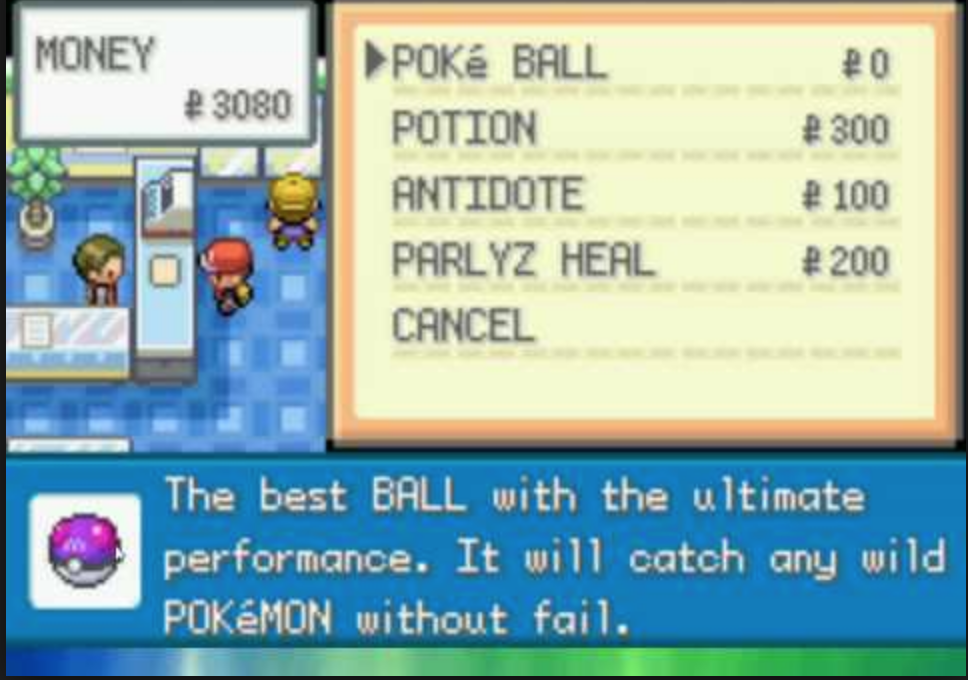 MONEY
₽3080
POKé BALL ₽0
POTION ₽300
ANTIDOTE ₽100
PARLYZ HEAL ₽200
CANCEL
The best BALL with the ultimate
performance. It will catch any wild
POKéMON without fail.